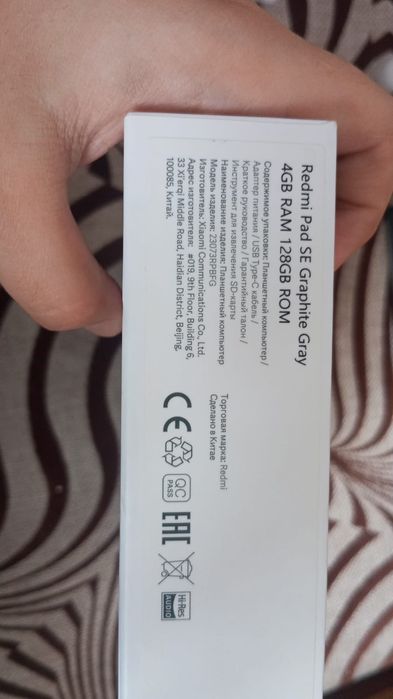 Redmi Pad SE Graphite Gray
4GB RAM 128GB ROM
Содержимое упаковки: Планшетный компьютер /
Адаптер питания / USB Type-C кабель /
Краткое руководство / Гарантийный талон /
Инструмент для извлечения SD-карты
Наименование изделия: Планшетный компьютер
Модель изделия: 23073RPBFG
Изготовитель: Xiaomi Communications Co., Ltd.
Адрес изготовителя: #019, 9th Floor, Building 6,
33 Xi'erqi Middle Road, Haidian District, Beijing,
100085, Китай.
Торговая марка: Redmi
Сделано в Китае
CE
QC
PASS
EAC
Hi-Res
AUDIO